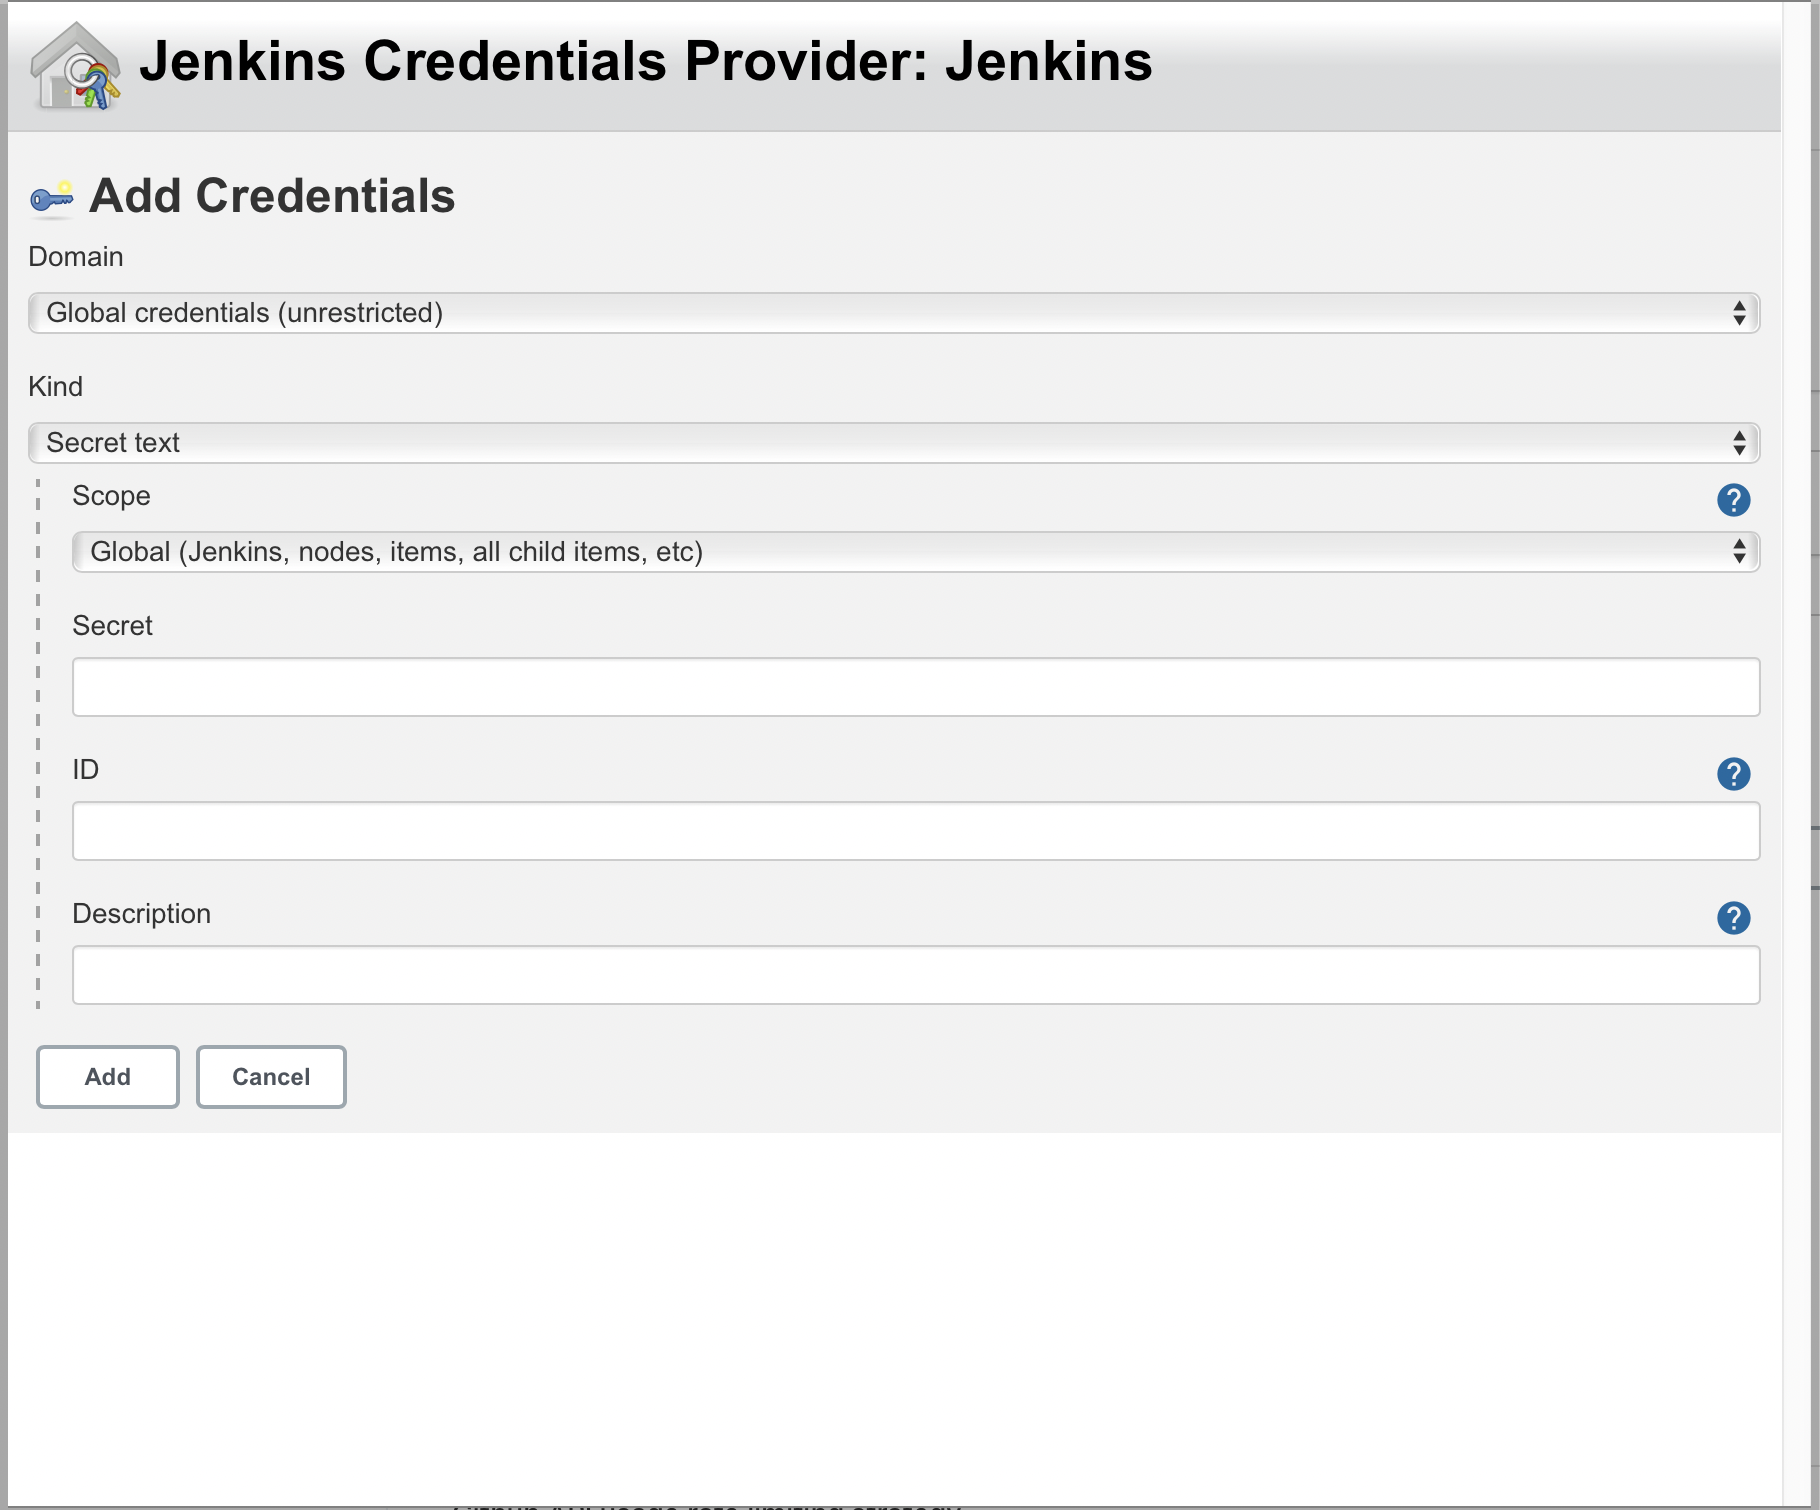 Jenkins Credentials Provider: Jenkins
Add Credentials
Domain
Global credentials (unrestricted)
Kind
Secret text
Scope
Global (Jenkins, nodes, items, all child items, etc)
Secret
ID
Description
Add
Cancel